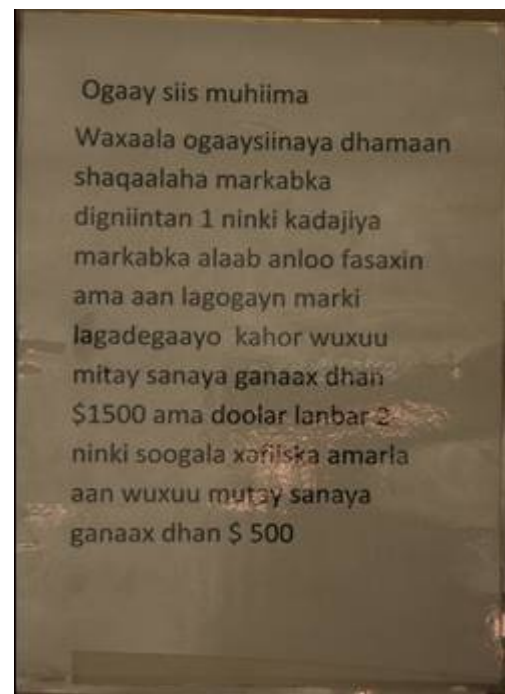 Ogaay siis muhiima
Waxaala ogaaysiinaya dhamaan
shaqaalaha markabka
digniintan 1 ninki kadajiya
markabka alaab anloo fasaxin
ama aan lagogayn marki
lagadegaayo kahor wuxuu
mitay sanaya ganaax dhan
$1500 ama doolar lanbar 2
ninki soogala xafiiska amarla
aan wuxuu mutay sanaya
ganaax dhan $ 500